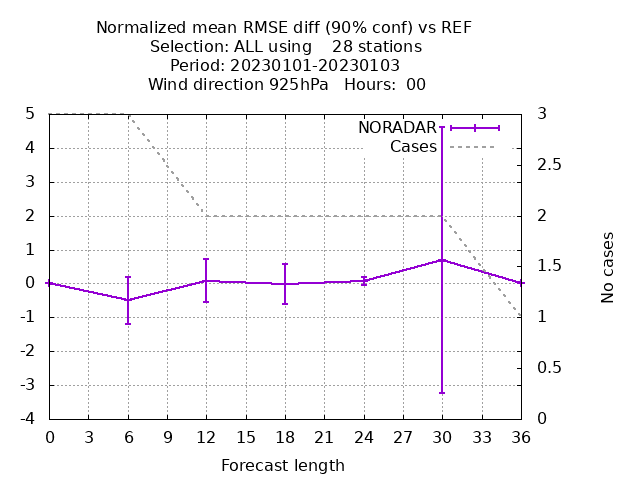 Normalized mean RMSE diff (90% conf) vs REF
Selection: ALL using    28 stations
Period: 20230101-20230103
Wind direction 925hPa   Hours:  00
NORADAR
Cases
5
4
3
2
1
0
-1
-2
-3
-4
3
2.5
2
1.5
1
0.5
0
No cases
0 3 6 9 12 15 18 21 24 27 30 33 36
Forecast length